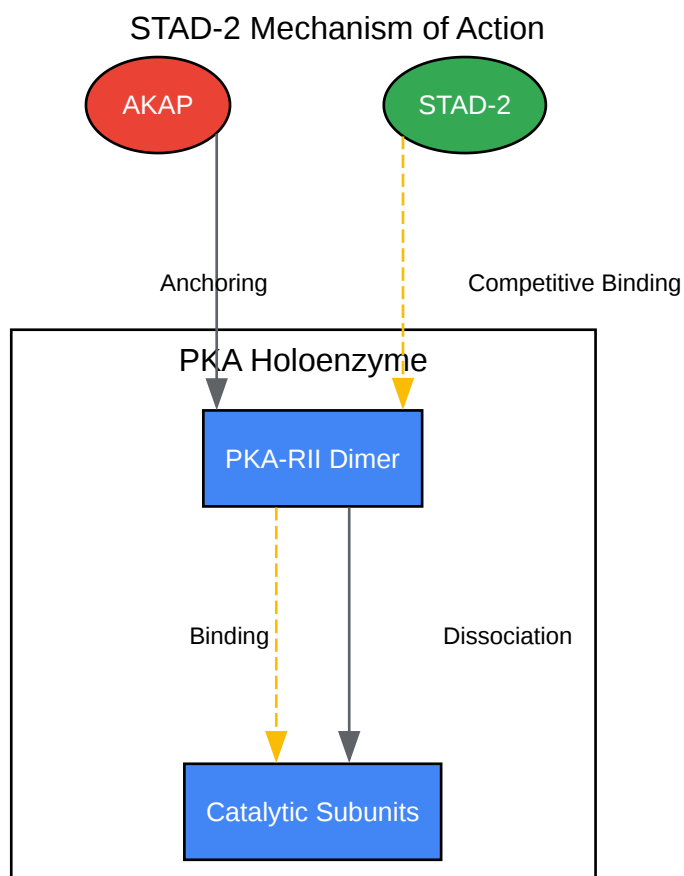 STAD-2 Mechanism of Action
AKAP
STAD-2
Anchoring
Competitive Binding
PKA Holoenzyme
PKA-RII Dimer
Binding
Dissociation
Catalytic Subunits